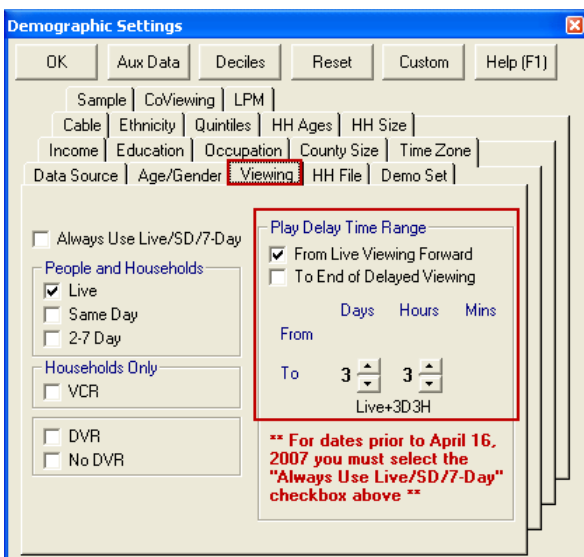 Demographic Settings
OK Aux Data Deciles Reset Custom Help (F1)
Sample CoViewing LPM
Cable Ethnicity Quintiles HH Ages HH Size
Income Education Occupation County Size Time Zone
Data Source Age/Gender Viewing HH File Demo Set
Always Use Live/SD/7-Day
People and Households
Live
Same Day
2-7 Day
Households Only
VCR
DVR
No DVR
Play Delay Time Range
From Live Viewing Forward
To End of Delayed Viewing
Days Hours Mins
From
To 3 3
Live+3D3H
** For dates prior to April 16,
2007 you must select the
"Always Use Live/SD/7-Day"
checkbox above **